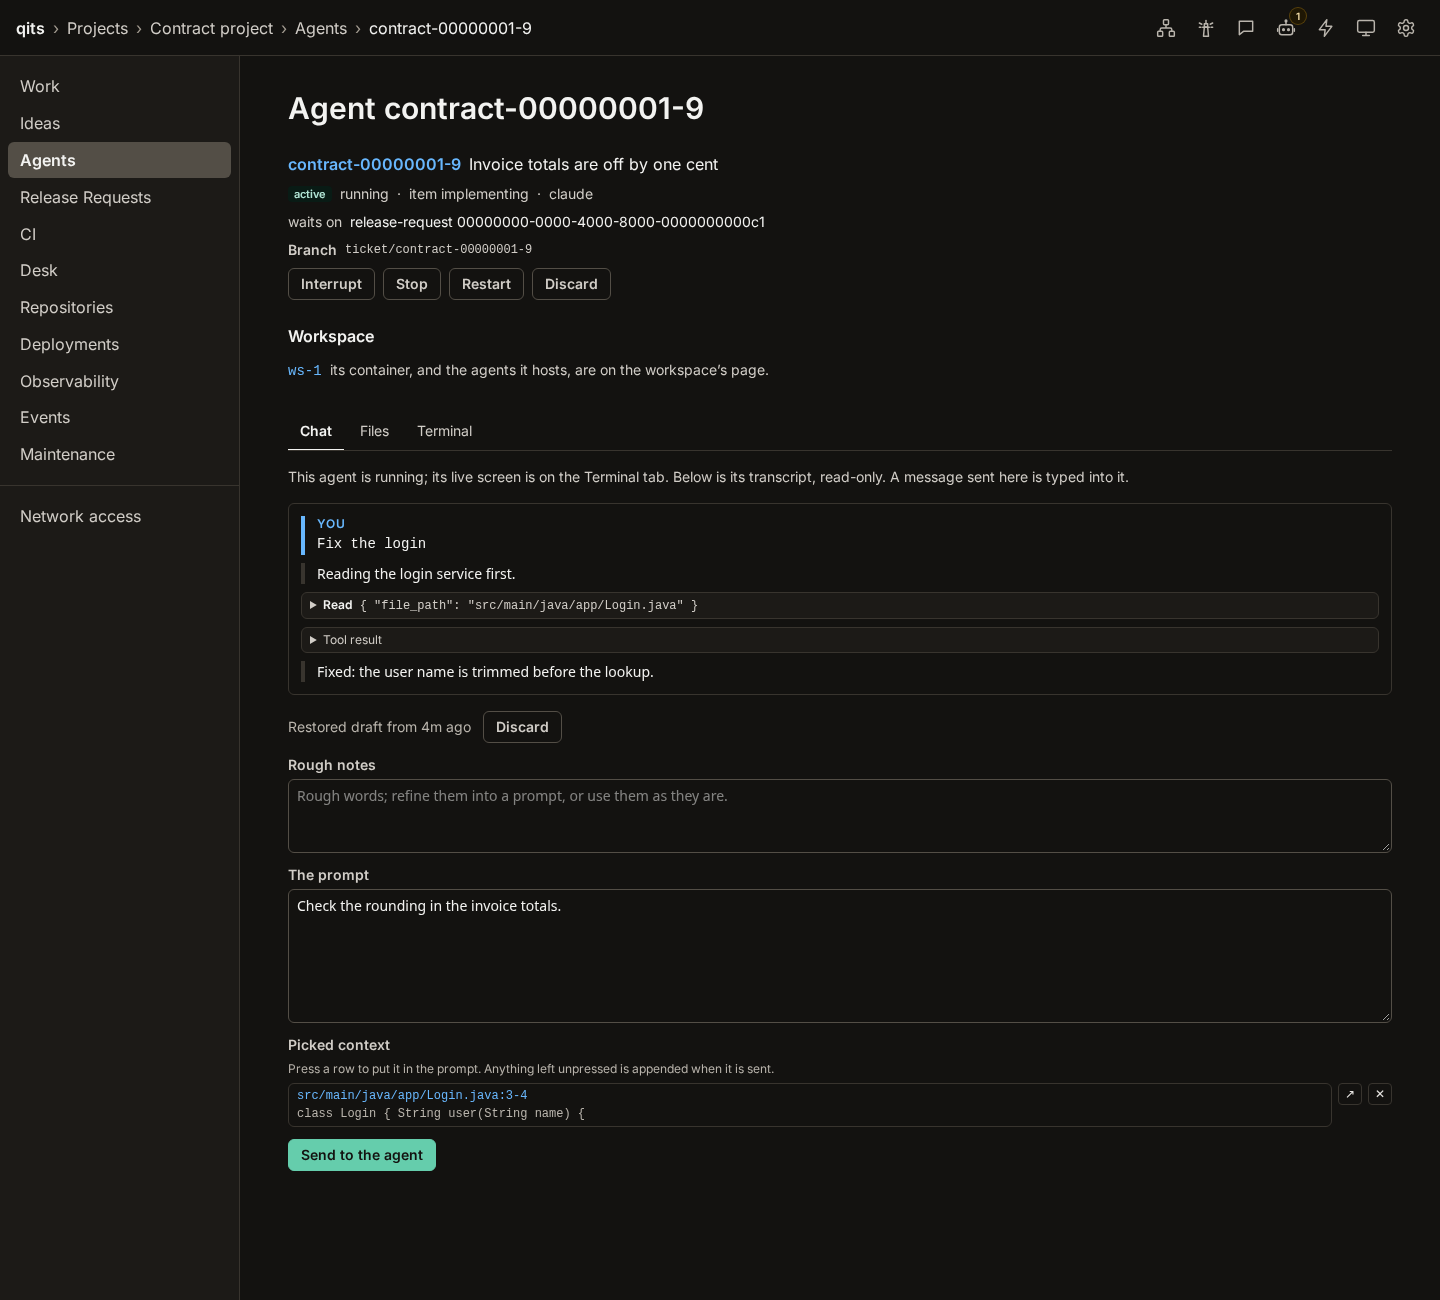 qits › Projects › Contract project › Agents › contract-00000001-9
1
Work
Ideas
Agents
Release Requests
CI
Desk
Repositories
Deployments
Observability
Events
Maintenance
Network access
Agent contract-00000001-9
contract-00000001-9 Invoice totals are off by one cent
active running · item implementing · claude
waits on release-request 00000000-0000-4000-8000-0000000000c1
Branch ticket/contract-00000001-9
Interrupt Stop Restart Discard
Workspace
ws-1 its container, and the agents it hosts, are on the workspace’s page.
Chat Files Terminal
This agent is running; its live screen is on the Terminal tab. Below is its transcript, read-only. A message sent here is typed into it.
YOU
Fix the login
Reading the login service first.
Read { "file_path": "src/main/java/app/Login.java" }
Tool result
Fixed: the user name is trimmed before the lookup.
Restored draft from 4m ago Discard
Rough notes
Rough words; refine them into a prompt, or use them as they are.
The prompt
Check the rounding in the invoice totals.
Picked context
Press a row to put it in the prompt. Anything left unpressed is appended when it is sent.
src/main/java/app/Login.java:3-4
class Login { String user(String name) {
Send to the agent